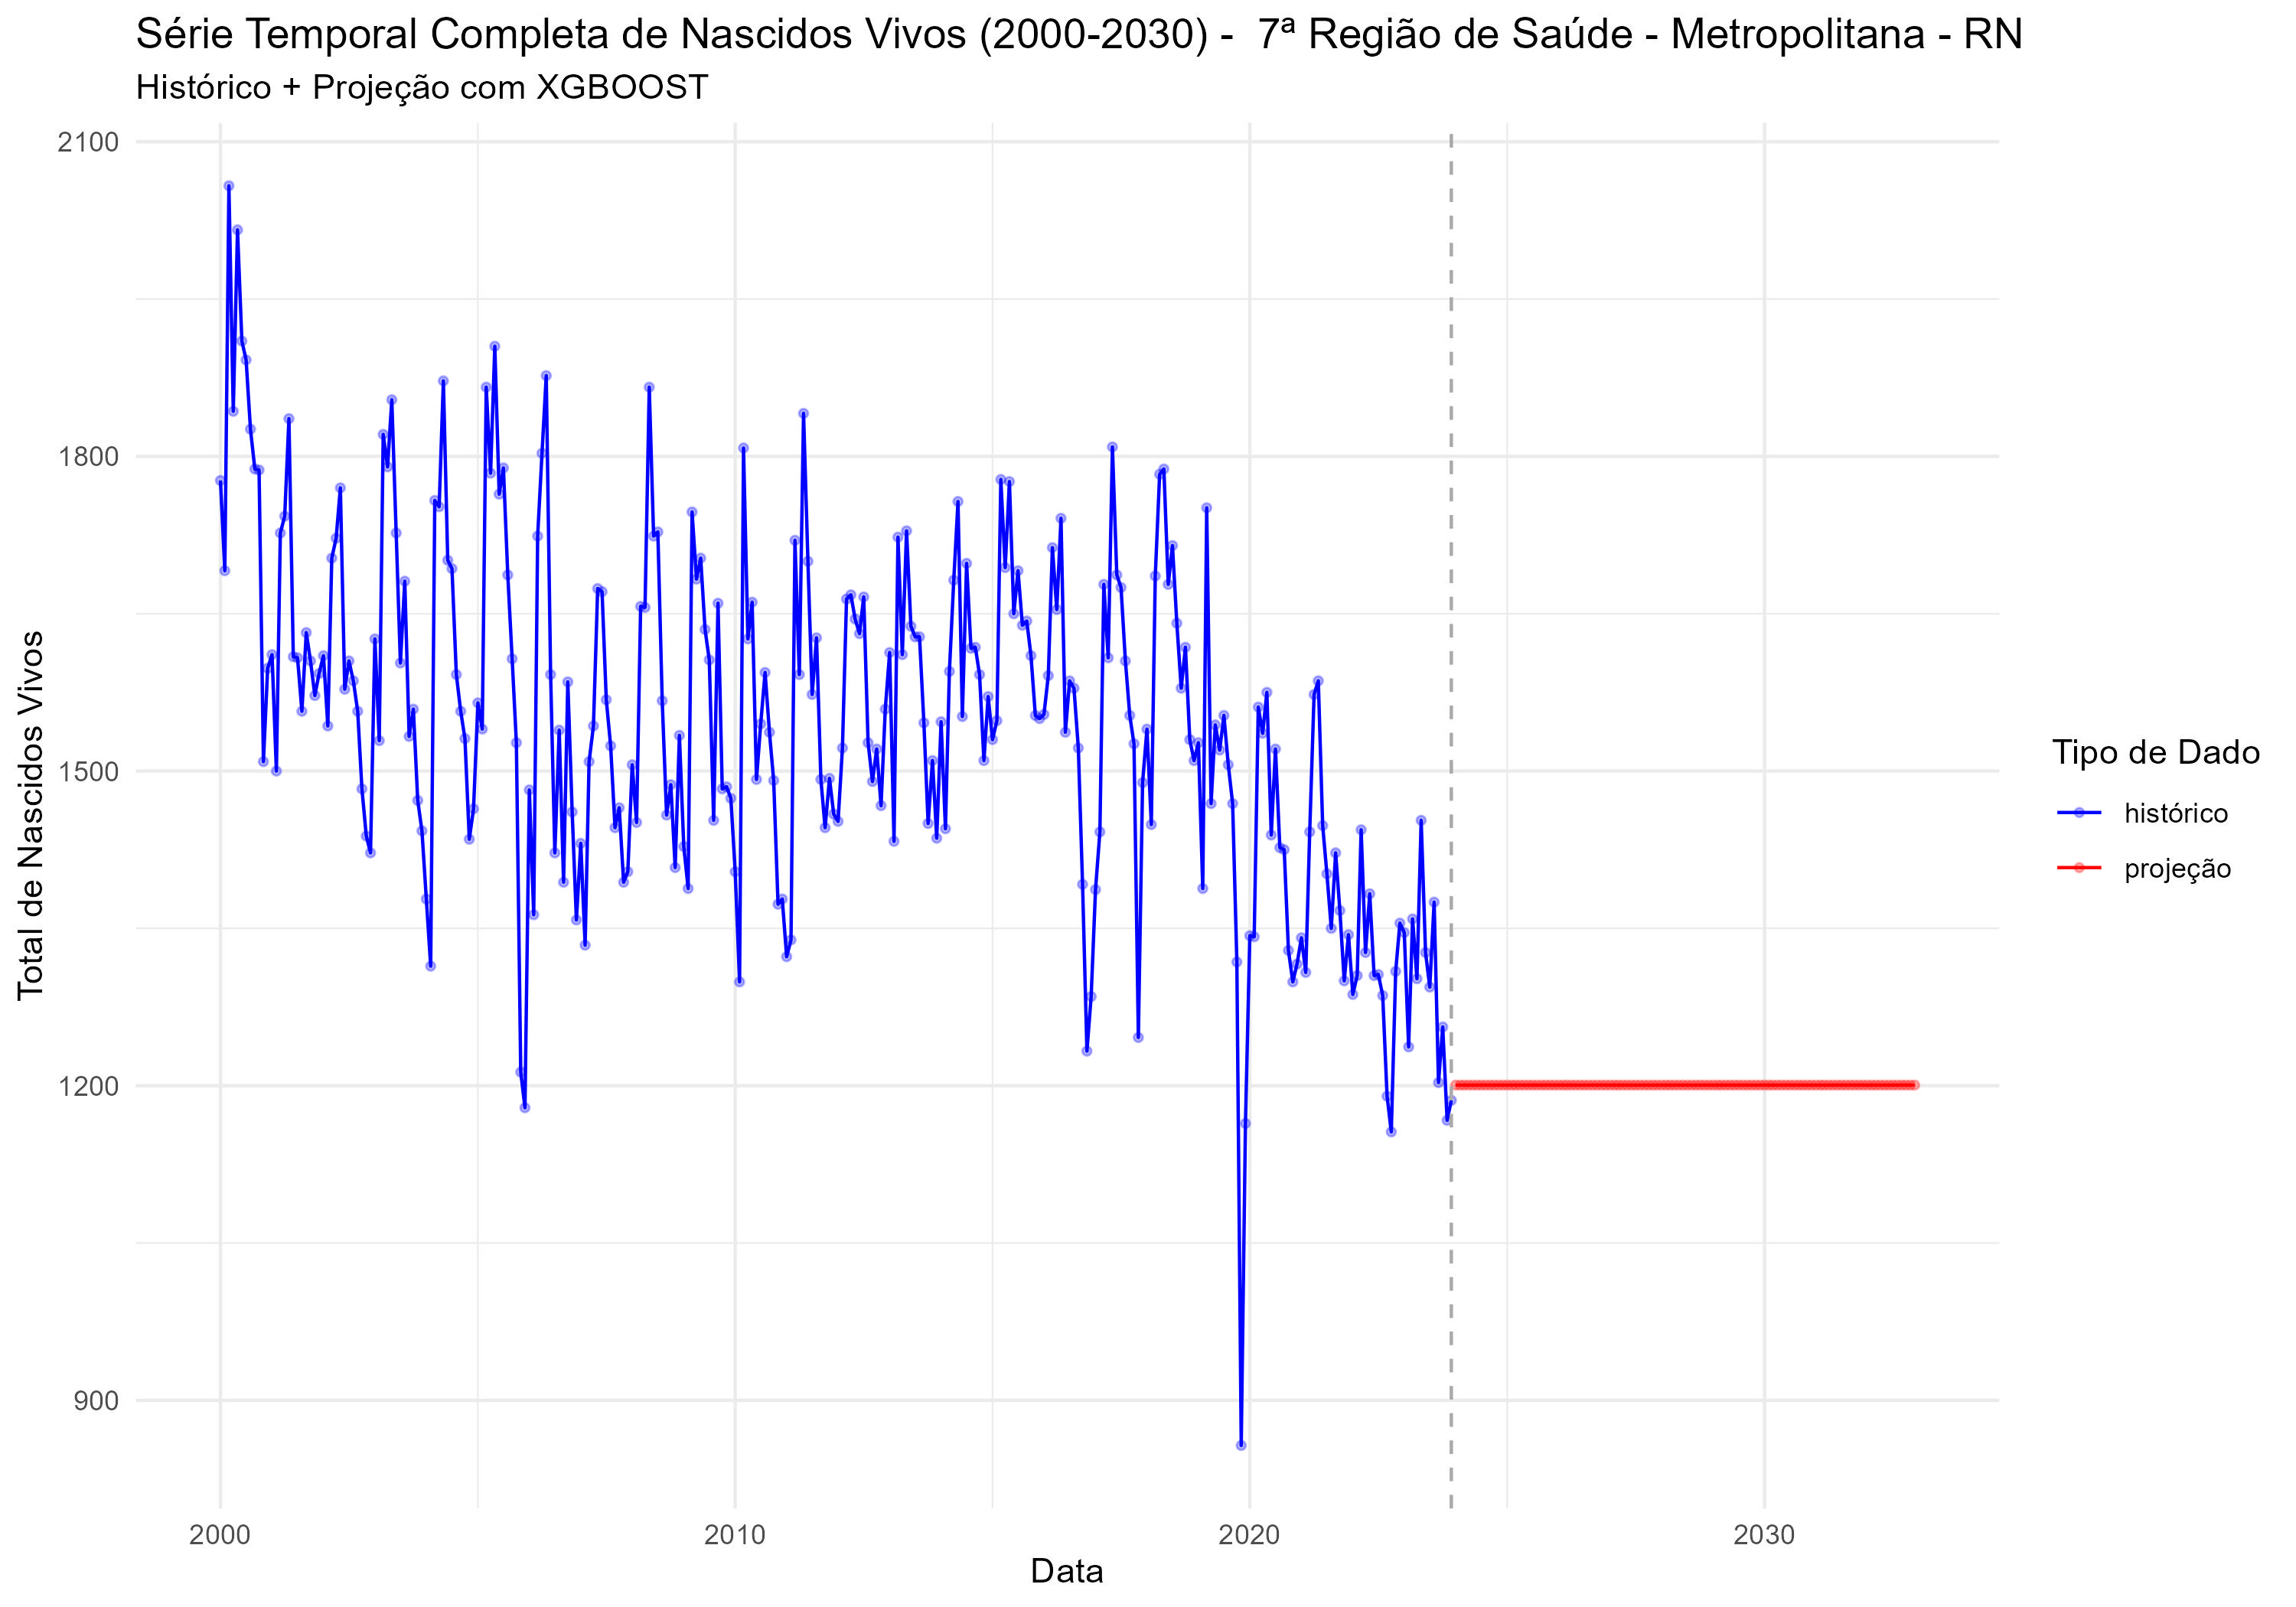 Série Temporal Completa de Nascidos Vivos (2000-2030) -  7ª Região de Saúde - Metropolitana - RN
Histórico + Projeção com XGBOOST
Total de Nascidos Vivos
2100
1800
1500
1200
900
2000
2010
2020
2030
Data
Tipo de Dado
histórico
projeção